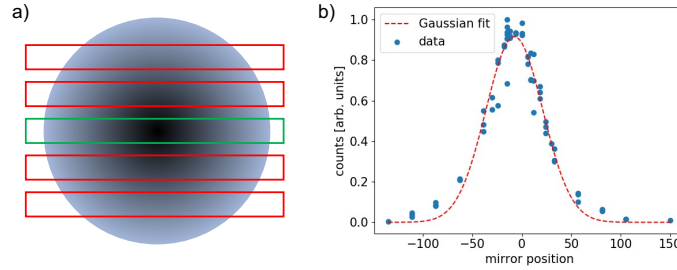 a)
b)
Gaussian fit
data
counts [arb. units]
1.0
0.8
0.6
0.4
0.2
0.0
−100
−50
0
50
100
150
mirror position